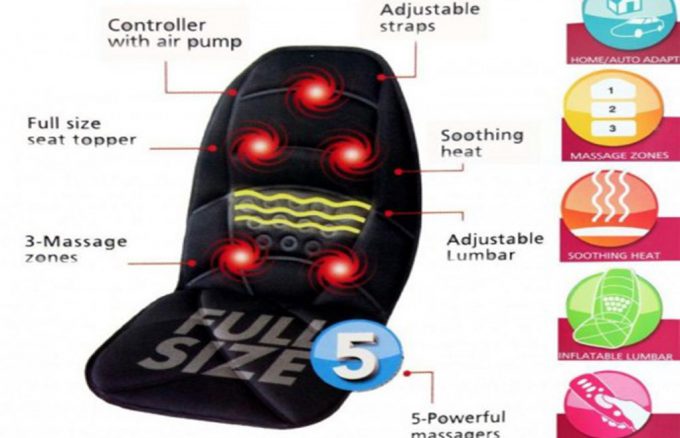 Controller
with air pump
Adjustable
straps
Full size
seat topper
Soothing
heat
3-Massage
zones
Adjustable
Lumbar
FULL
SIZE
5
5-Powerful
massagers
HOME/AUTO ADAPT
1
2
3
MASSAGE ZONES
SOOTHING HEAT
INFLATABLE LUMBAR